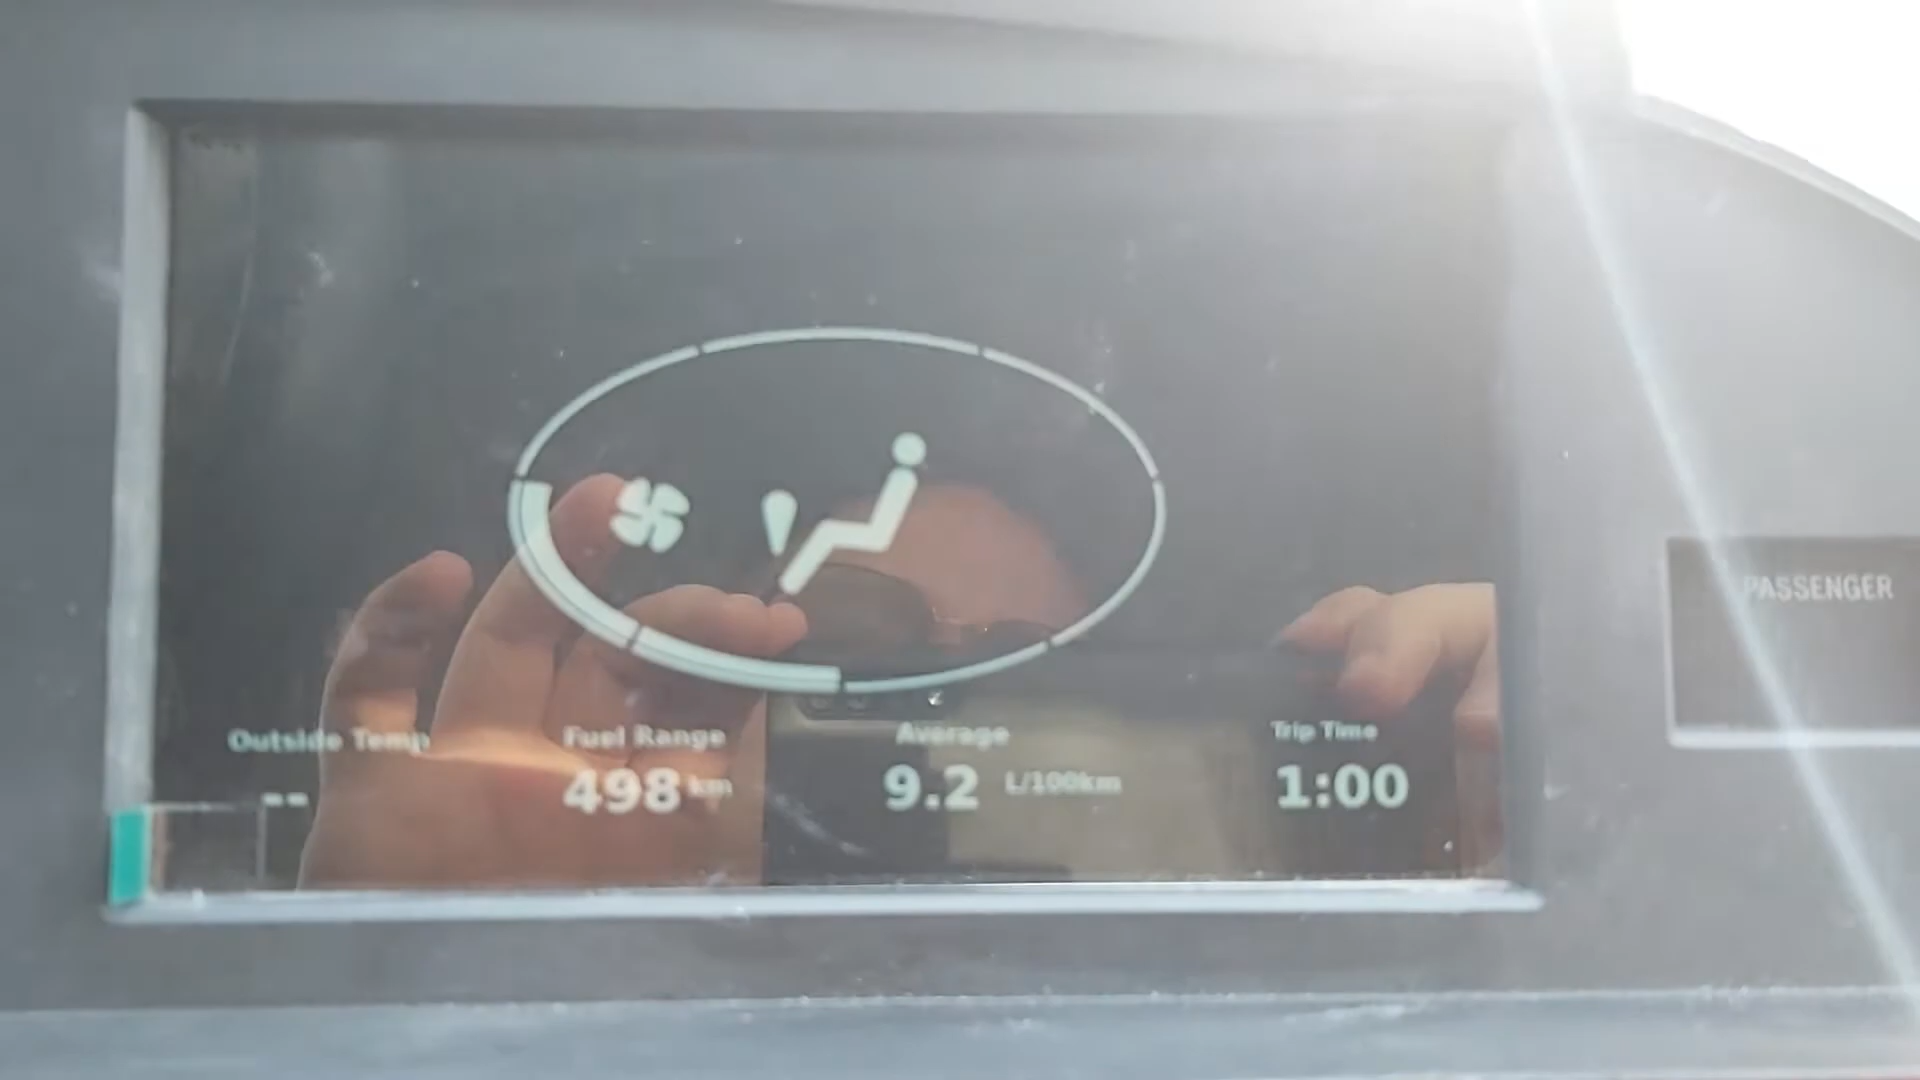 PASSENGER
Outside Temp Fuel Range Average Trip Time
-- 498 km 9.2 L/100km 1:00